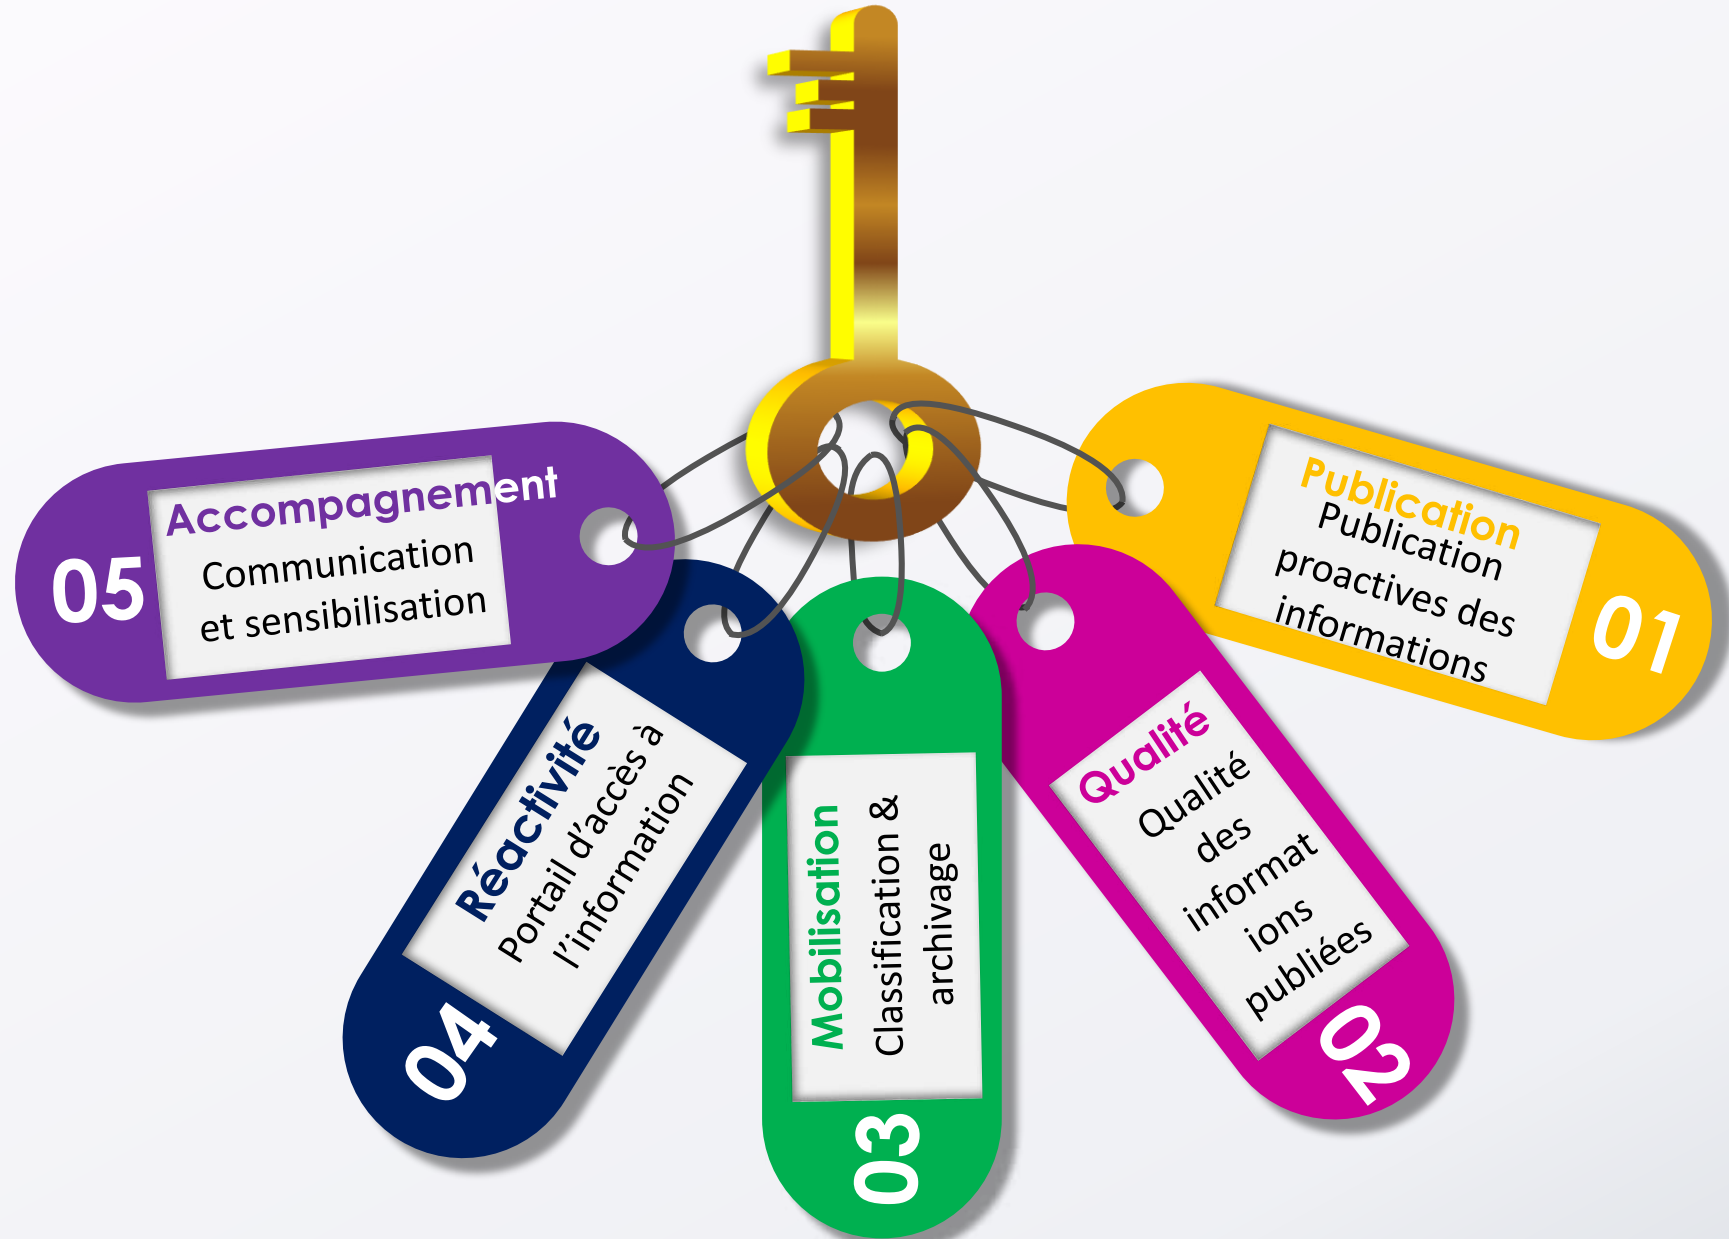 Publication
Publication
proactives des
informations
01
Qualité
Qualité
des
informat
ions
publiées
02
Mobilisation
Classification &
archivage
03
Réactivité
Portail d'accès à
l'information
04
Accompagnement
Communication
et sensibilisation
05